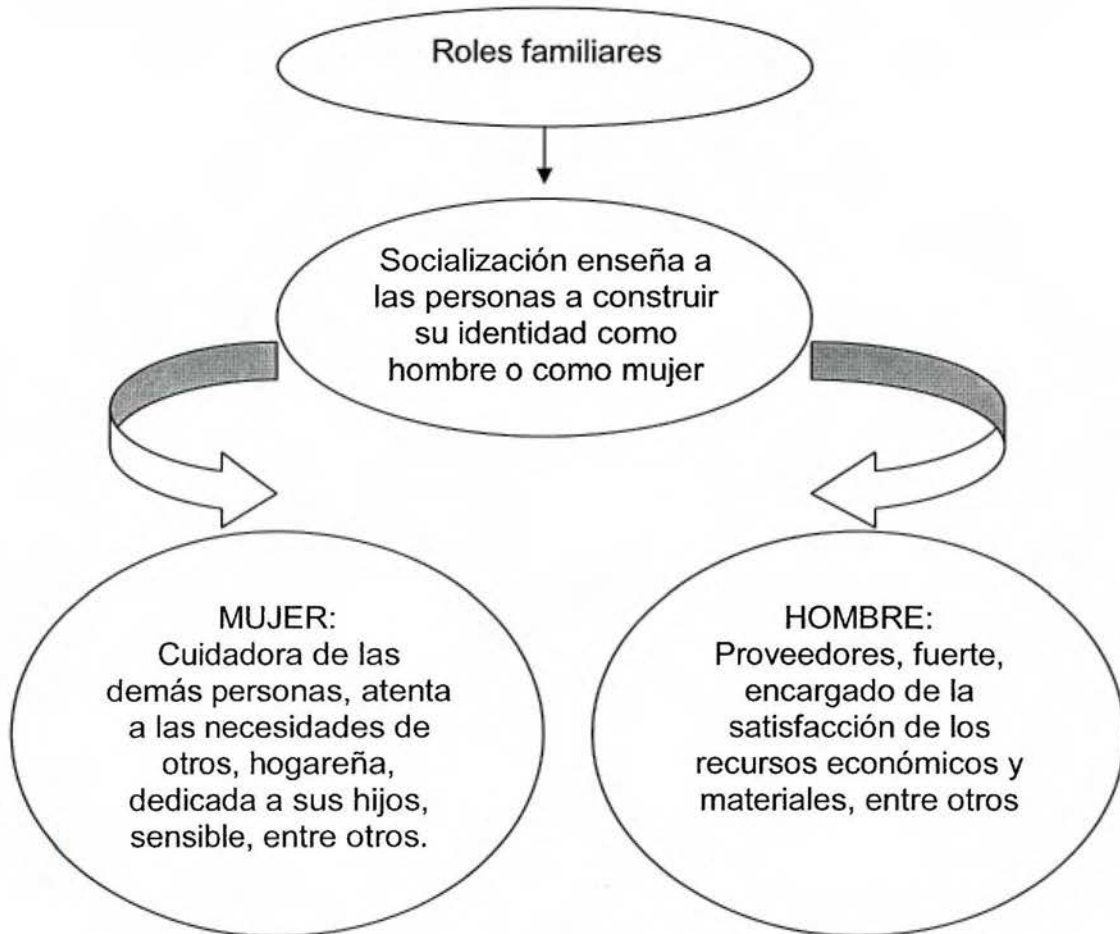 Roles familiares
Socialización enseña a
las personas a construir
su identidad como
hombre o como mujer
MUJER:
Cuidadora de las
demás personas, atenta
a las necesidades de
otros, hogareña,
dedicada a sus hijos,
sensible, entre otros.
HOMBRE:
Proveedores, fuerte,
encargado de la
satisfacción de los
recursos económicos y
materiales, entre otros